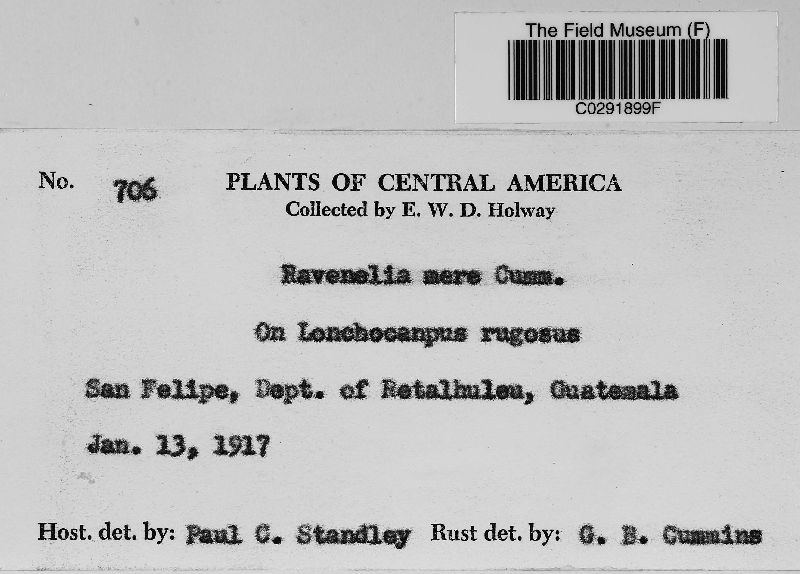 The Field Museum (F)
C0291899F
No. 706 PLANTS OF CENTRAL AMERICA
Collected by E. W. D. Holway
Ravenelia mere Cumm.
On Lonchocanpus rugosus
San Felipe, Dept. of Retalhuleu, Guatemala
Jan. 13, 1917
Host. det. by: Paul C. Standley Rust det. by: G. B. Cummins